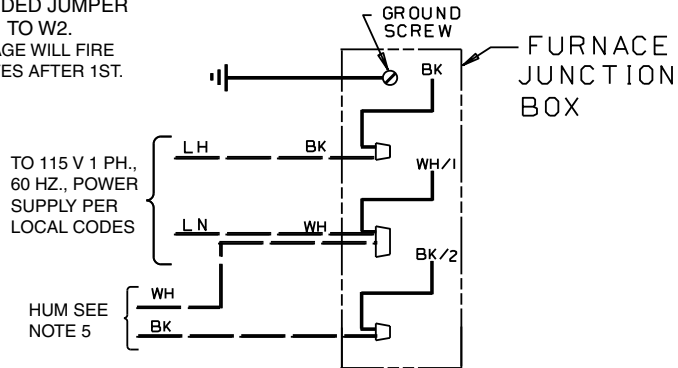 DED JUMPER
TO W2.
AGE WILL FIRE
ES AFTER 1ST.
GROUND
SCREW
FURNACE
JUNCTION
BOX
BK
LH
BK
TO 115 V 1 PH.,
60 HZ., POWER
SUPPLY PER
LOCAL CODES
WH/1
LN
WH
BK/2
WH
HUM SEE
NOTE 5
BK